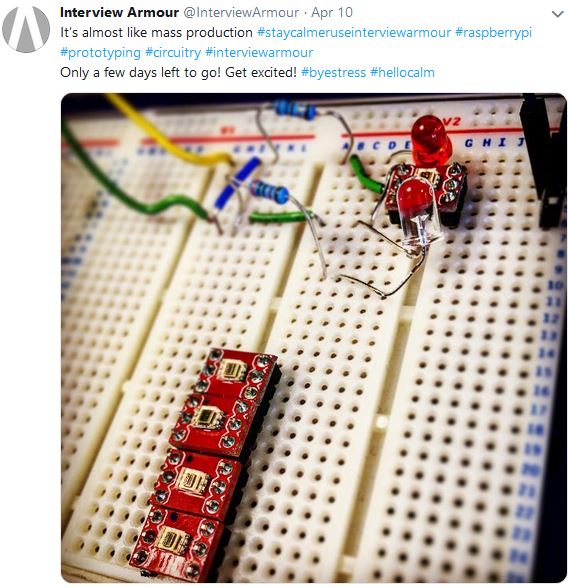 Interview Armour @InterviewArmour · Apr 10
It's almost like mass production #staycalmeruseinterviewarmour #raspberrypi
#prototyping #circuitry #interviewarmour
Only a few days left to go! Get excited! #byestress #hellocalm
V1 V2
A B C D E G H I J
10
11
12
13
14
15
16
17
18
19
20